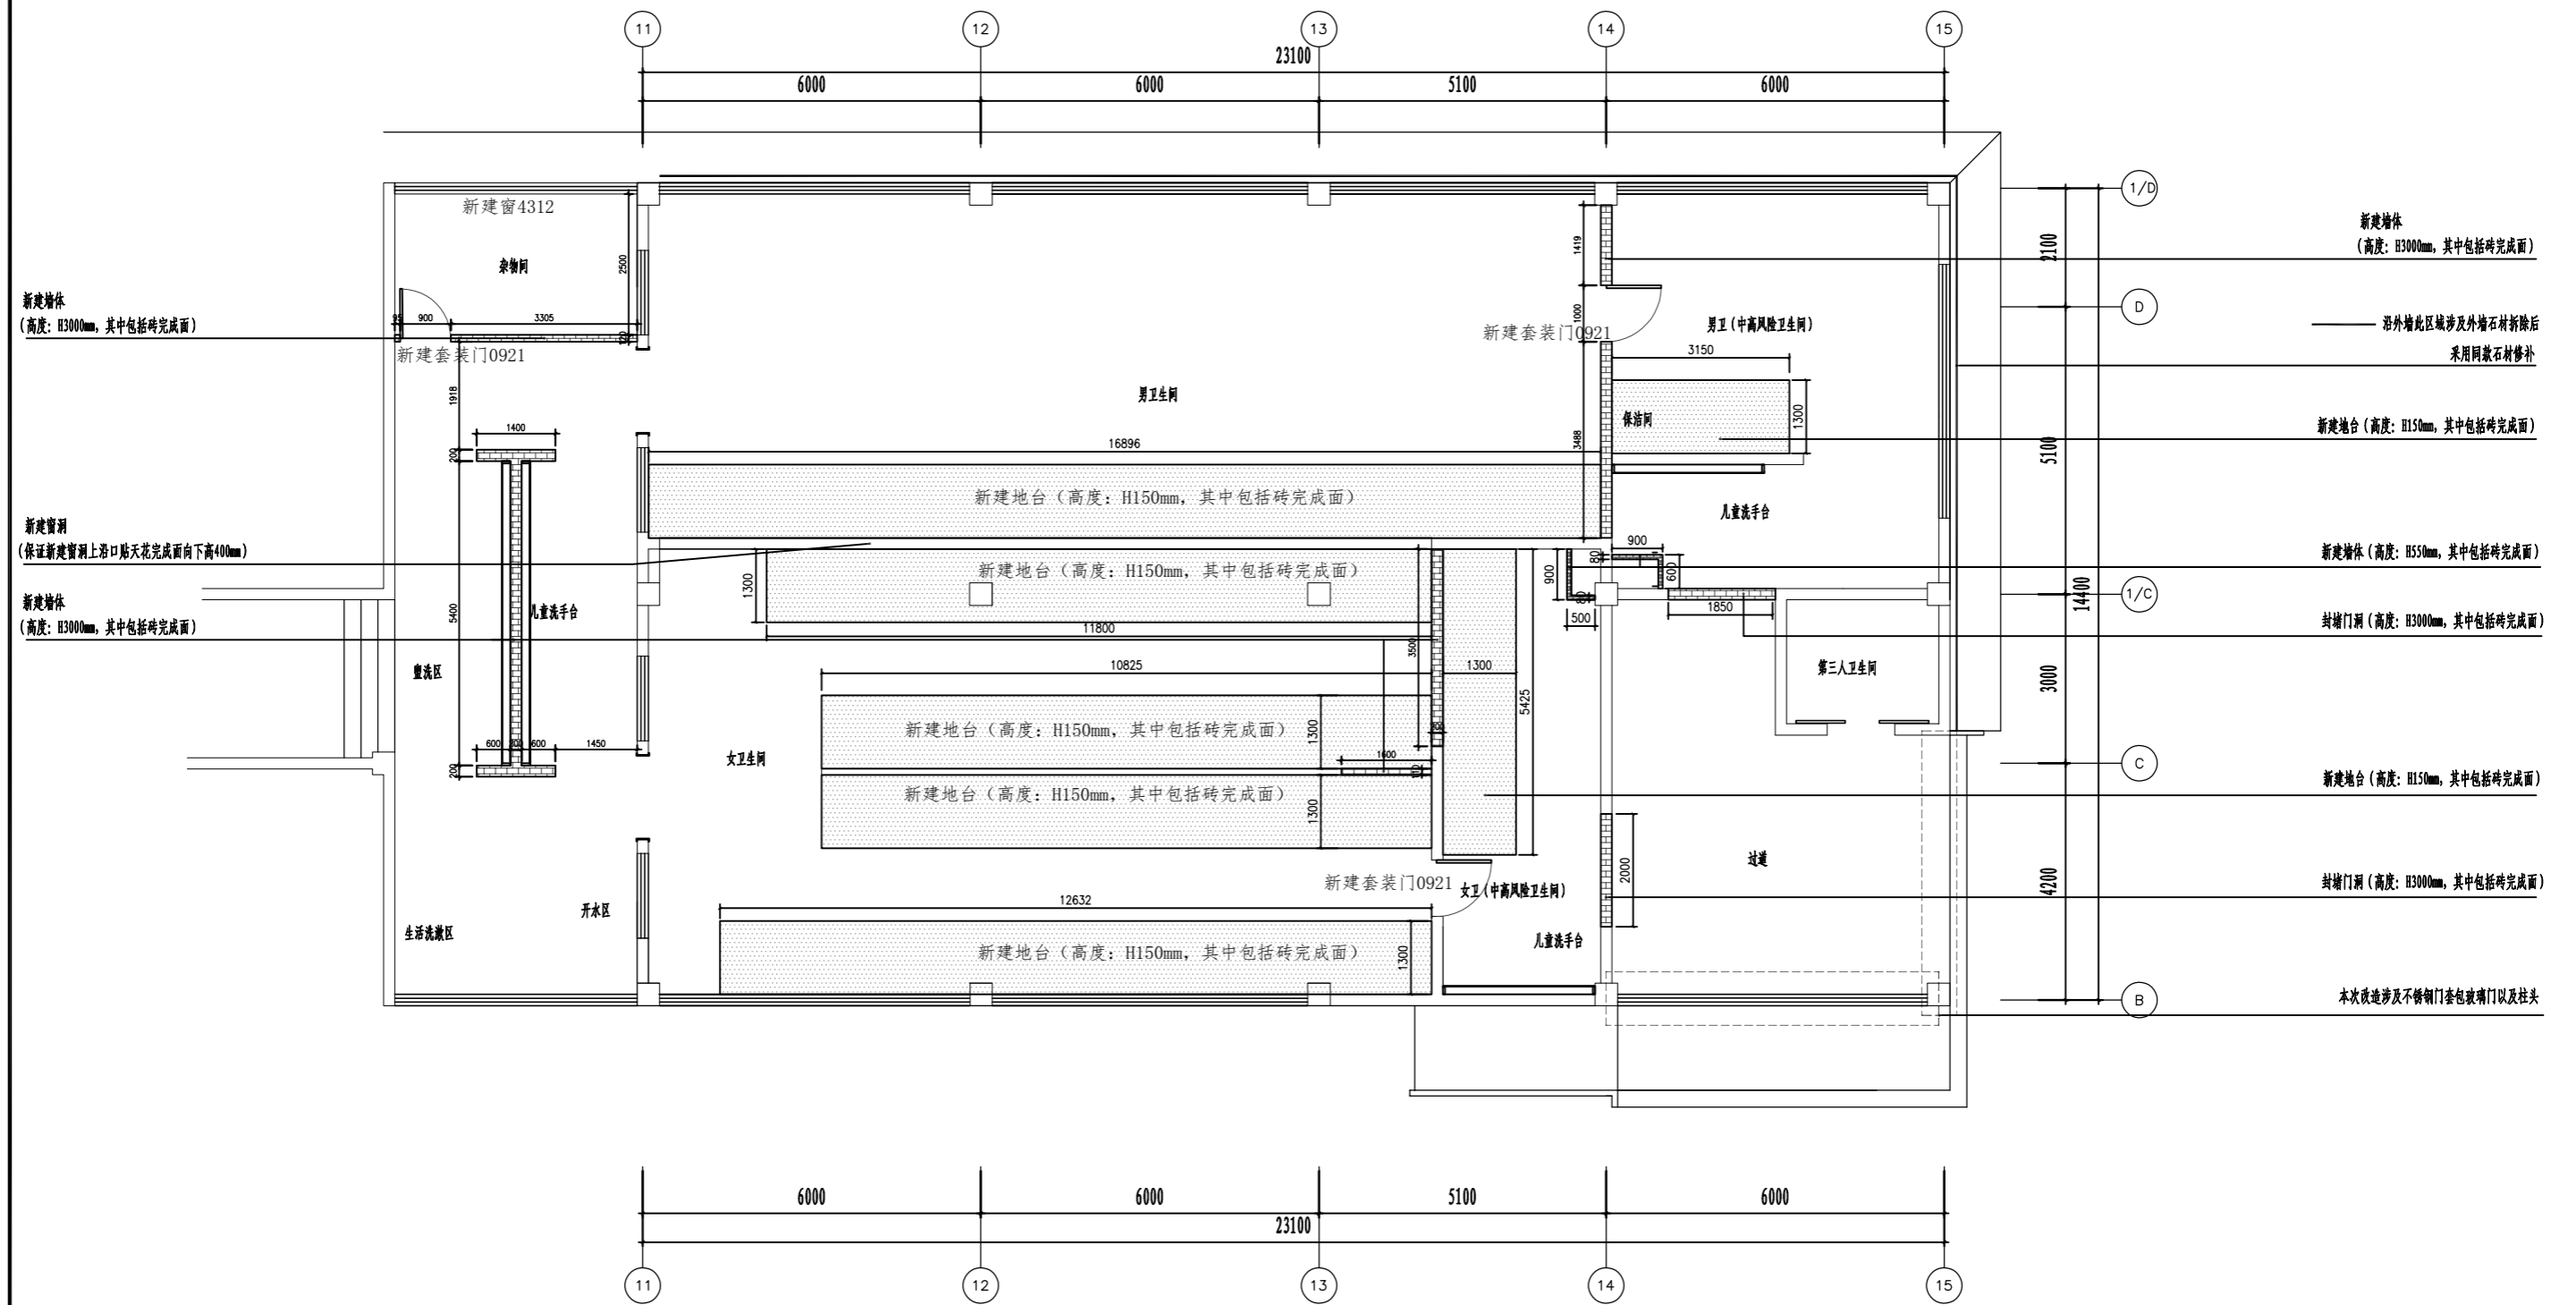 11
12
13
14
15
23100
6000
6000
5100
6000
新建窗4312
杂物间
2500
95
900
3305
120
新建套装门0921
新建墙体
(高度：H3000mm，其中包括砖完成面)
1918
1400
200
5400
新建窗洞
(保证新建窗洞上沿口贴天花完成面向下高400mm)
新建墙体
(高度：H3000mm，其中包括砖完成面)
儿童洗手台
盥洗区
600
200
600
1450
200
生活洗漱区
开水区
男卫生间
16896
新建地台（高度：H150mm，其中包括砖完成面）
1300
新建地台（高度：H150mm，其中包括砖完成面）
11800
10825
3500
1300
5425
女卫生间
新建地台（高度：H150mm，其中包括砖完成面）
1300
200
1600
新建地台（高度：H150mm，其中包括砖完成面）
1300
新建套装门0921
女卫(中高风险卫生间)
12632
新建地台（高度：H150mm，其中包括砖完成面）
1300
儿童洗手台
1419
1000
3488
新建套装门0921
男卫(中高风险卫生间)
3150
保洁间
1300
儿童洗手台
900
80
600
900
80
500
1850
第三人卫生间
2000
过道
新建墙体
(高度：H3000mm，其中包括砖完成面)
沿外墙此区域涉及外墙石材拆除后
采用同款石材修补
新建地台(高度：H150mm，其中包括砖完成面)
新建墙体(高度：H550mm，其中包括砖完成面)
封堵门洞(高度：H3000mm，其中包括砖完成面)
新建地台(高度：H150mm，其中包括砖完成面)
封堵门洞(高度：H3000mm，其中包括砖完成面)
本次改造涉及不锈钢门套包玻璃门以及柱头
2100
5100
3000
4200
14400
1/D
D
1/C
C
B
6000
6000
5100
6000
23100
11
12
13
14
15